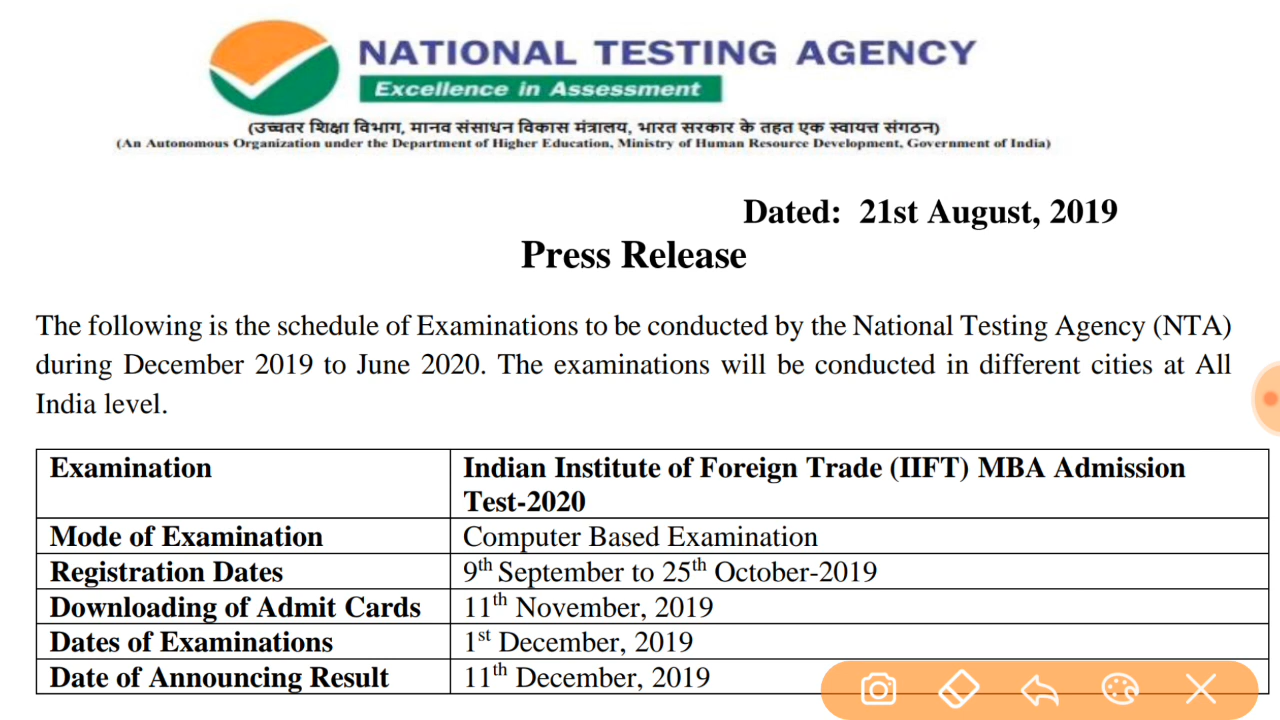 NATIONAL TESTING AGENCY
Excellence in Assessment
(उच्चतर शिक्षा विभाग, मानव संसाधन विकास मंत्रालय, भारत सरकार के तहत एक स्वायत्त संगठन)
(An Autonomous Organization under the Department of Higher Education, Ministry of Human Resource Development, Government of India)
Dated: 21st August, 2019
Press Release
The following is the schedule of Examinations to be conducted by the National Testing Agency (NTA)
during December 2019 to June 2020. The examinations will be conducted in different cities at All
India level.
Examination Indian Institute of Foreign Trade (IIFT) MBA Admission
Test-2020
Mode of Examination Computer Based Examination
Registration Dates 9th September to 25th October-2019
Downloading of Admit Cards 11th November, 2019
Dates of Examinations 1st December, 2019
Date of Announcing Result 11th December, 2019